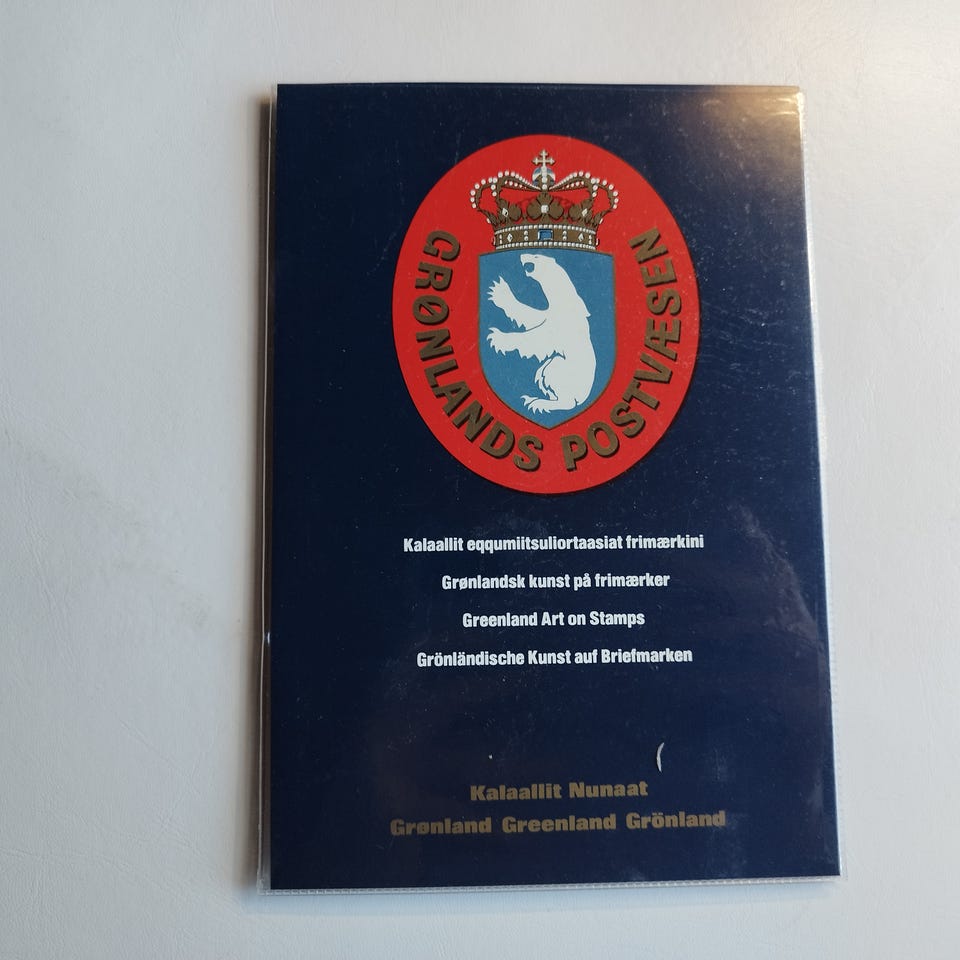 GRØNLANDS POSTVÆSEN
Kalaallit eqqumiitsuliortaasiat frimærkini
Grønlandsk kunst på frimærker
Greenland Art on Stamps
Grönländische Kunst auf Briefmarken
Kalaallit Nunaat
Grønland Greenland Grönland